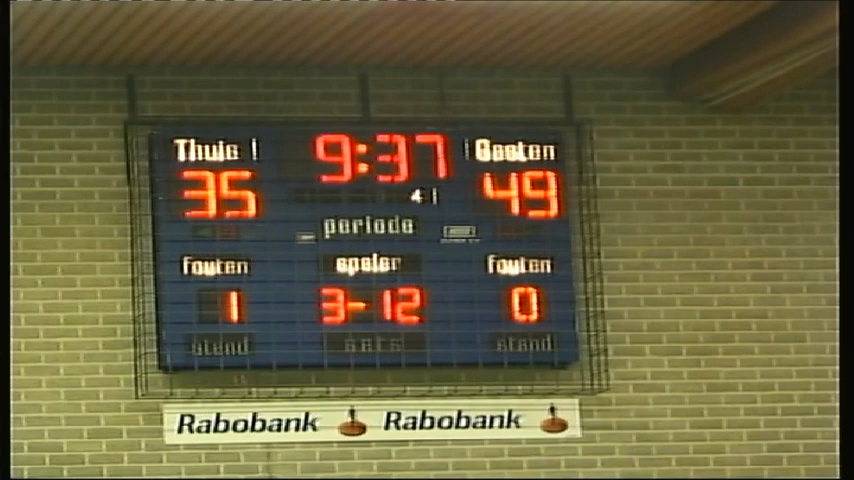 Thuis 9:37 Gasten
35 4 49
periode
fouten speler fouten
1 3-12 0
stand sets stand
Rabobank Rabobank